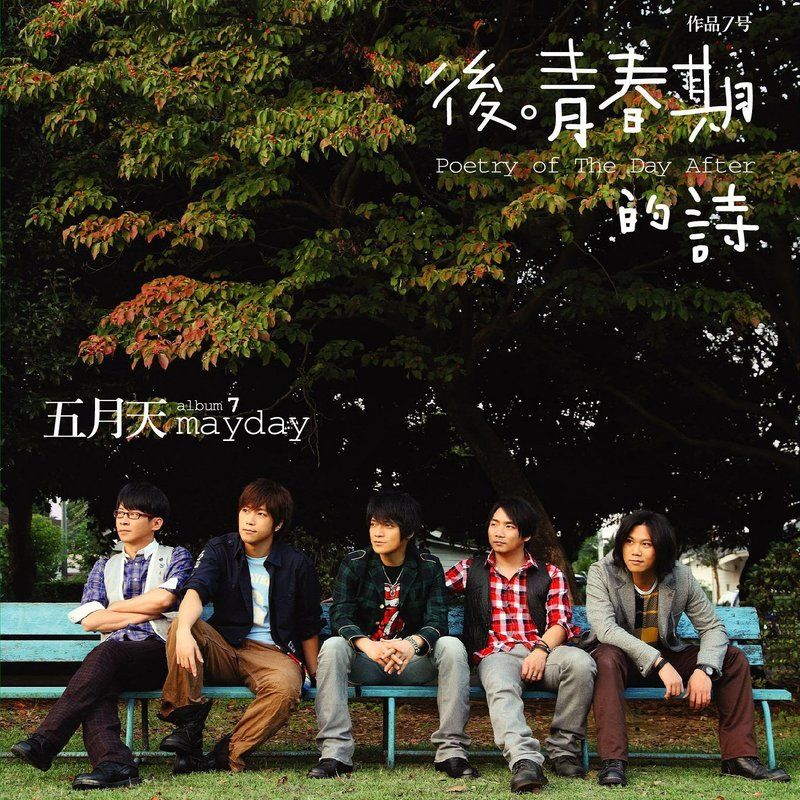 作品7号
後。青春期
Poetry of The Day After
的詩
五月天 album 7
mayday